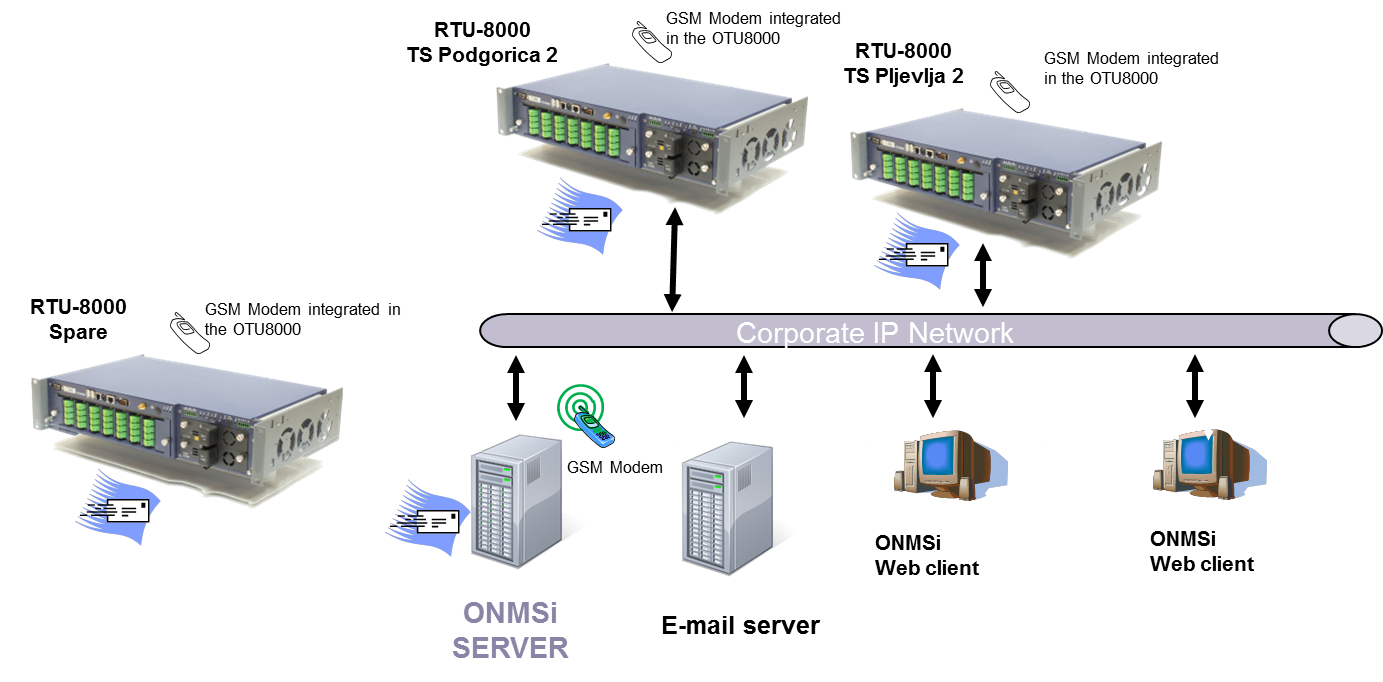 RTU-8000
TS Podgorica 2
GSM Modem integrated
in the OTU8000
RTU-8000
TS Pljevlja 2
GSM Modem integrated
in the OTU8000
RTU-8000
Spare
GSM Modem integrated in
the OTU8000
Corporate IP Network
GSM Modem
ONMSi
SERVER
E-mail server
ONMSi
Web client
ONMSi
Web client